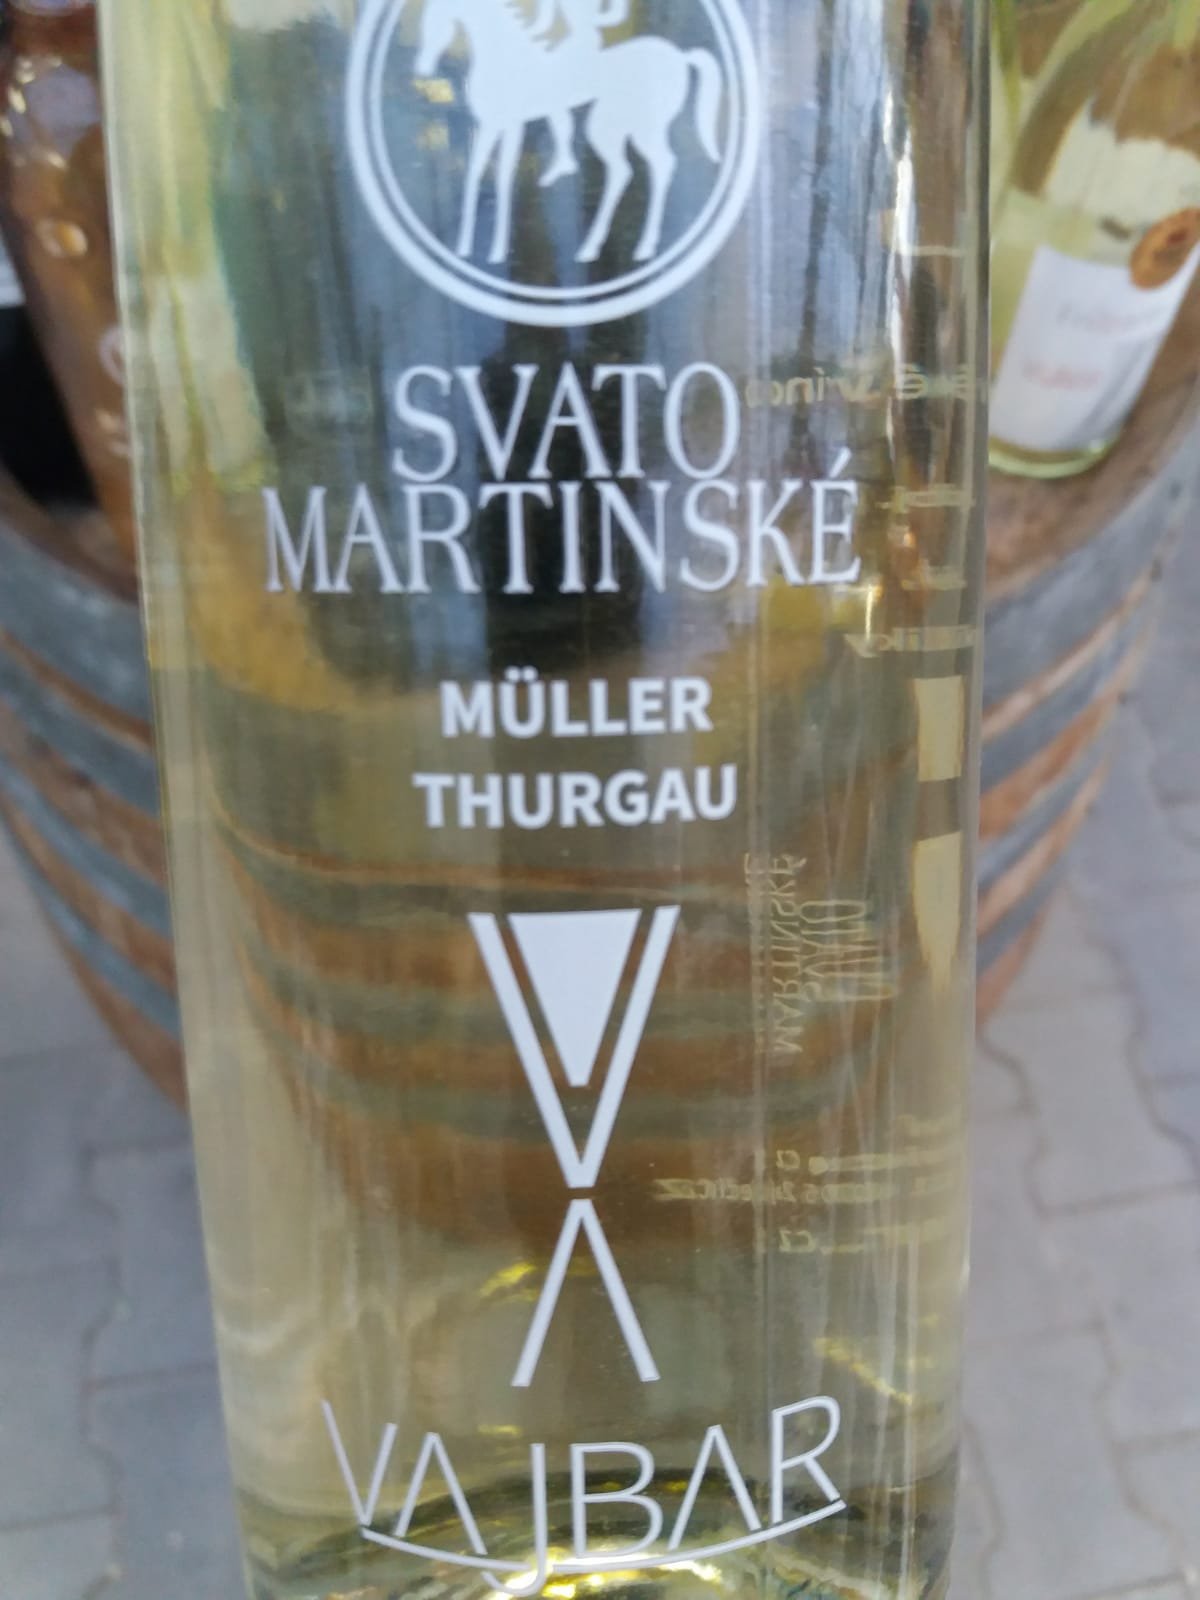 SVATO
MARTINSKÉ
MÜLLER
THURGAU
VAJBAR